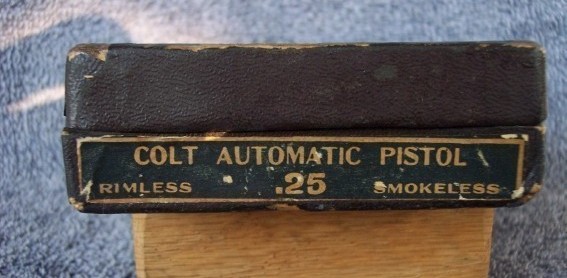 COLT AUTOMATIC PISTOL
RIMLESS .25 SMOKELESS